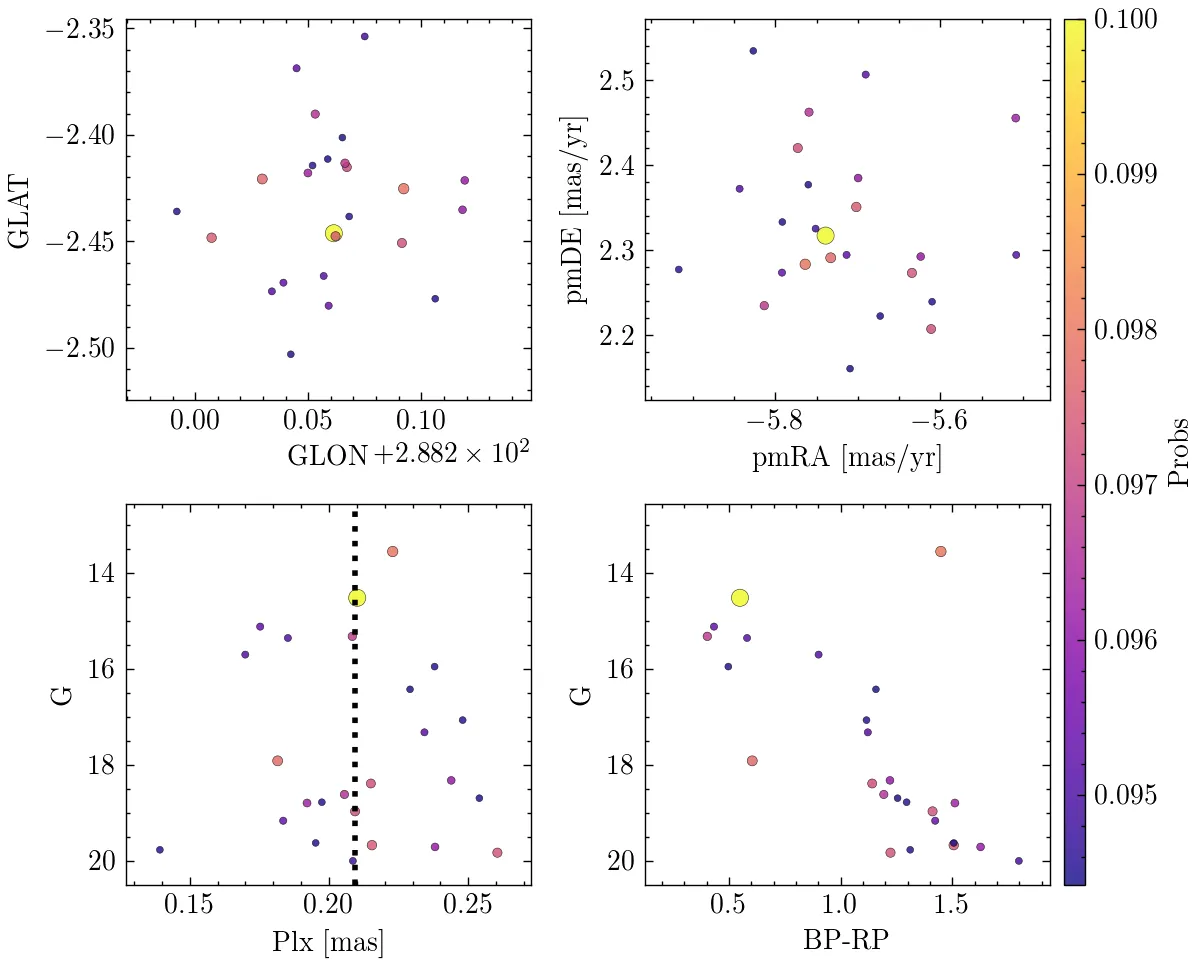 −2.35
−2.40
−2.45
−2.50
GLAT
0.00 0.05 0.10
GLON +2.882 × 10²
2.5
2.4
2.3
2.2
pmDE [mas/yr]
−5.8 −5.6
pmRA [mas/yr]
0.100
0.099
0.098
0.097
0.096
0.095
Probs
14
16
18
20
G
0.15 0.20 0.25
Plx [mas]
14
16
18
20
G
0.5 1.0 1.5
BP-RP